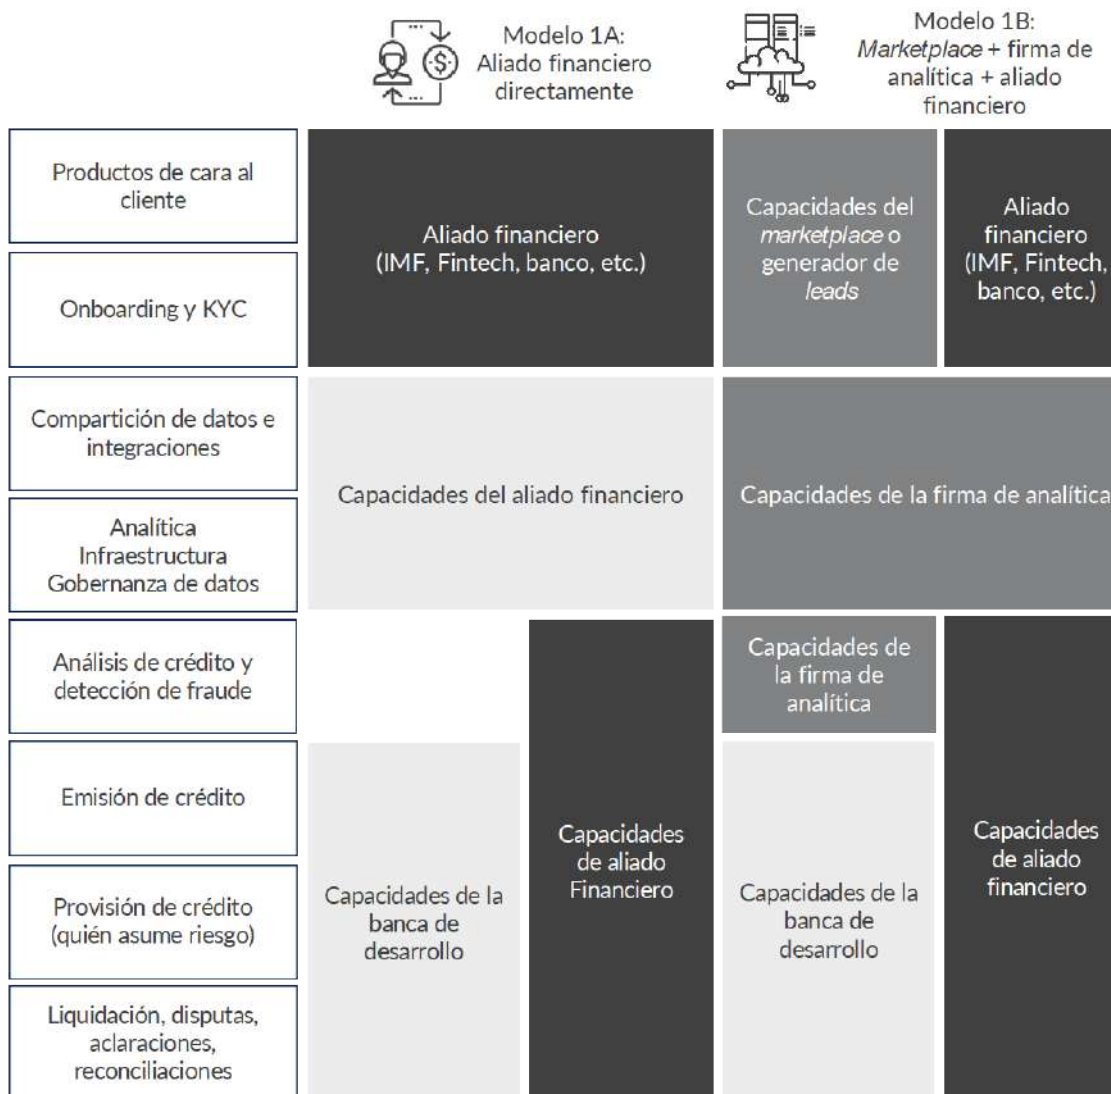 Modelo 1A:
Aliado financiero
directamente
Modelo 1B:
Marketplace + firma de
analítica + aliado
financiero
Productos de cara al
cliente
Onboarding y KYC
Compartición de datos e
integraciones
Analítica
Infraestructura
Gobernanza de datos
Análisis de crédito y
detección de fraude
Emisión de crédito
Provisión de crédito
(quién asume riesgo)
Liquidación, disputas,
aclaraciones,
reconciliaciones
Aliado financiero
(IMF, Fintech, banco, etc.)
Capacidades del aliado financiero
Capacidades de la
banca de
desarrollo
Capacidades
de aliado
Financiero
Capacidades del
marketplace o
generador de
leads
Aliado
financiero
(IMF, Fintech,
banco, etc.)
Capacidades de la firma de analítica
Capacidades de
la firma de
analítica
Capacidades de la
banca de
desarrollo
Capacidades
de aliado
financiero